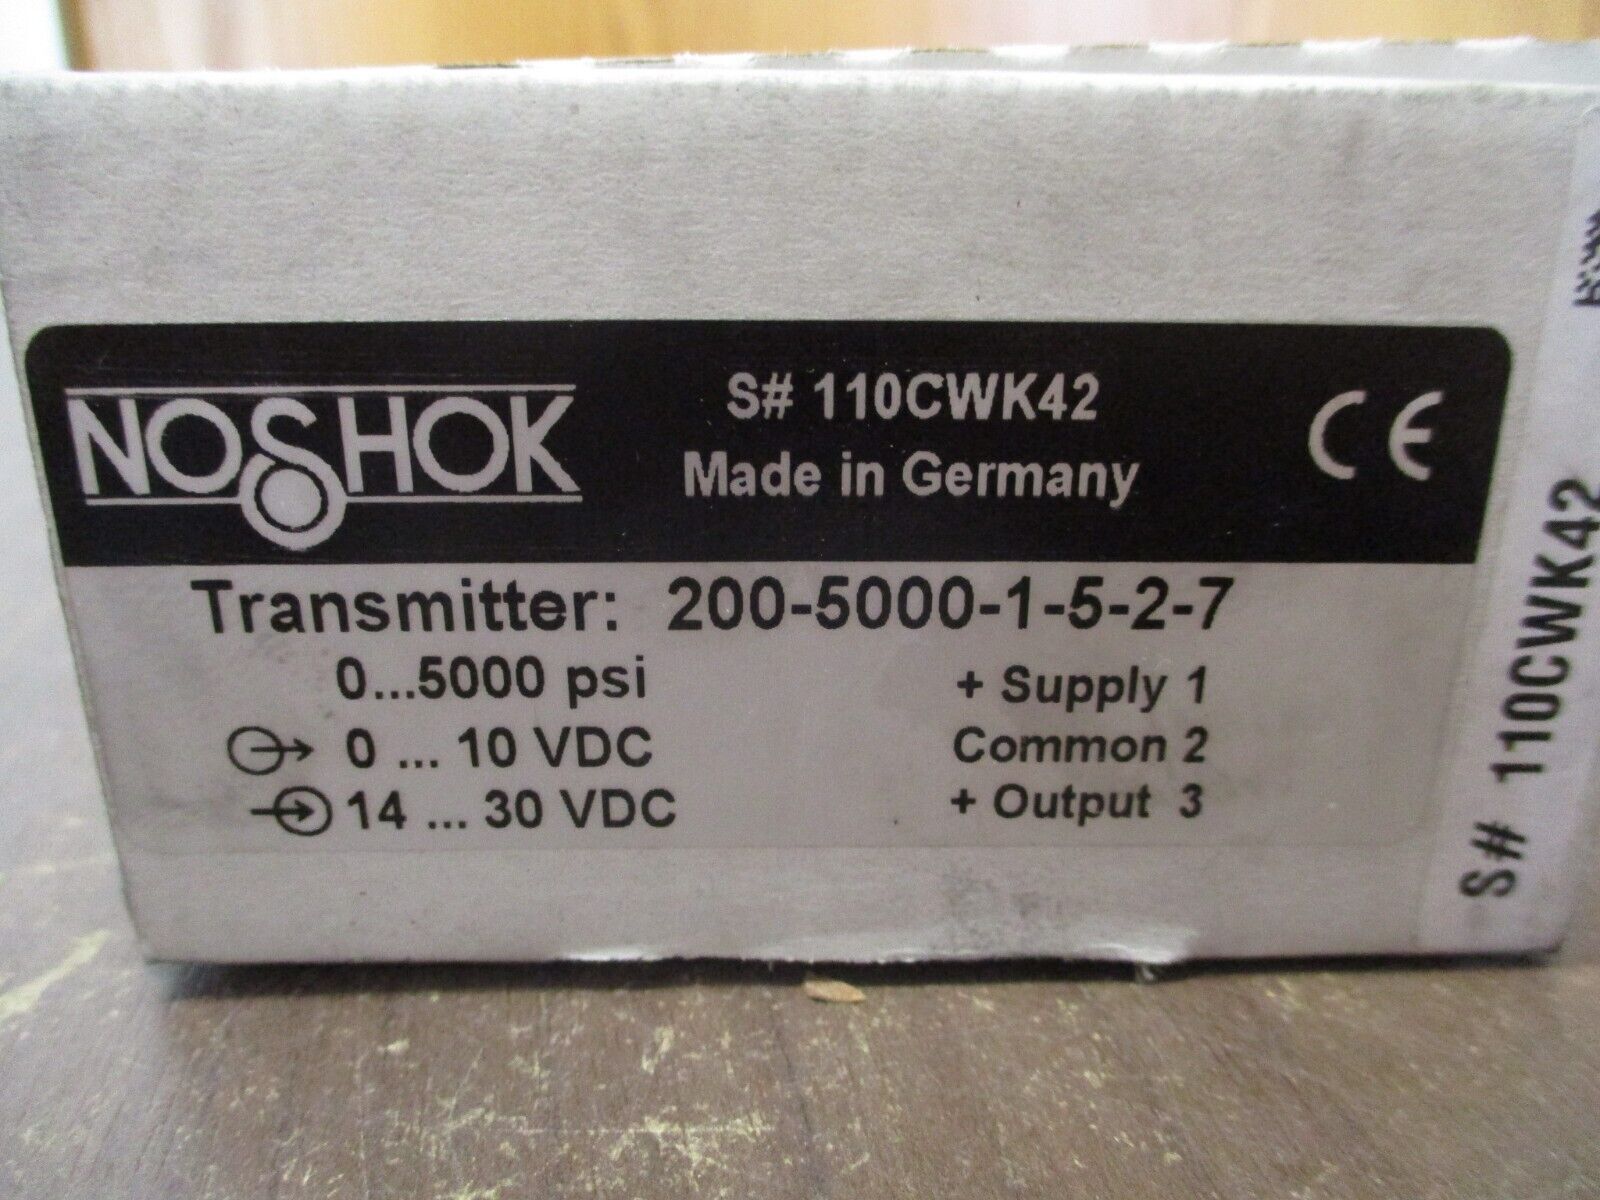 NOSHOK
S# 110CWK42
Made in Germany
CE
Transmitter: 200-5000-1-5-2-7
0...5000 psi
0 ... 10 VDC
14 ... 30 VDC
+ Supply 1
Common 2
+ Output 3
S# 110CWK42